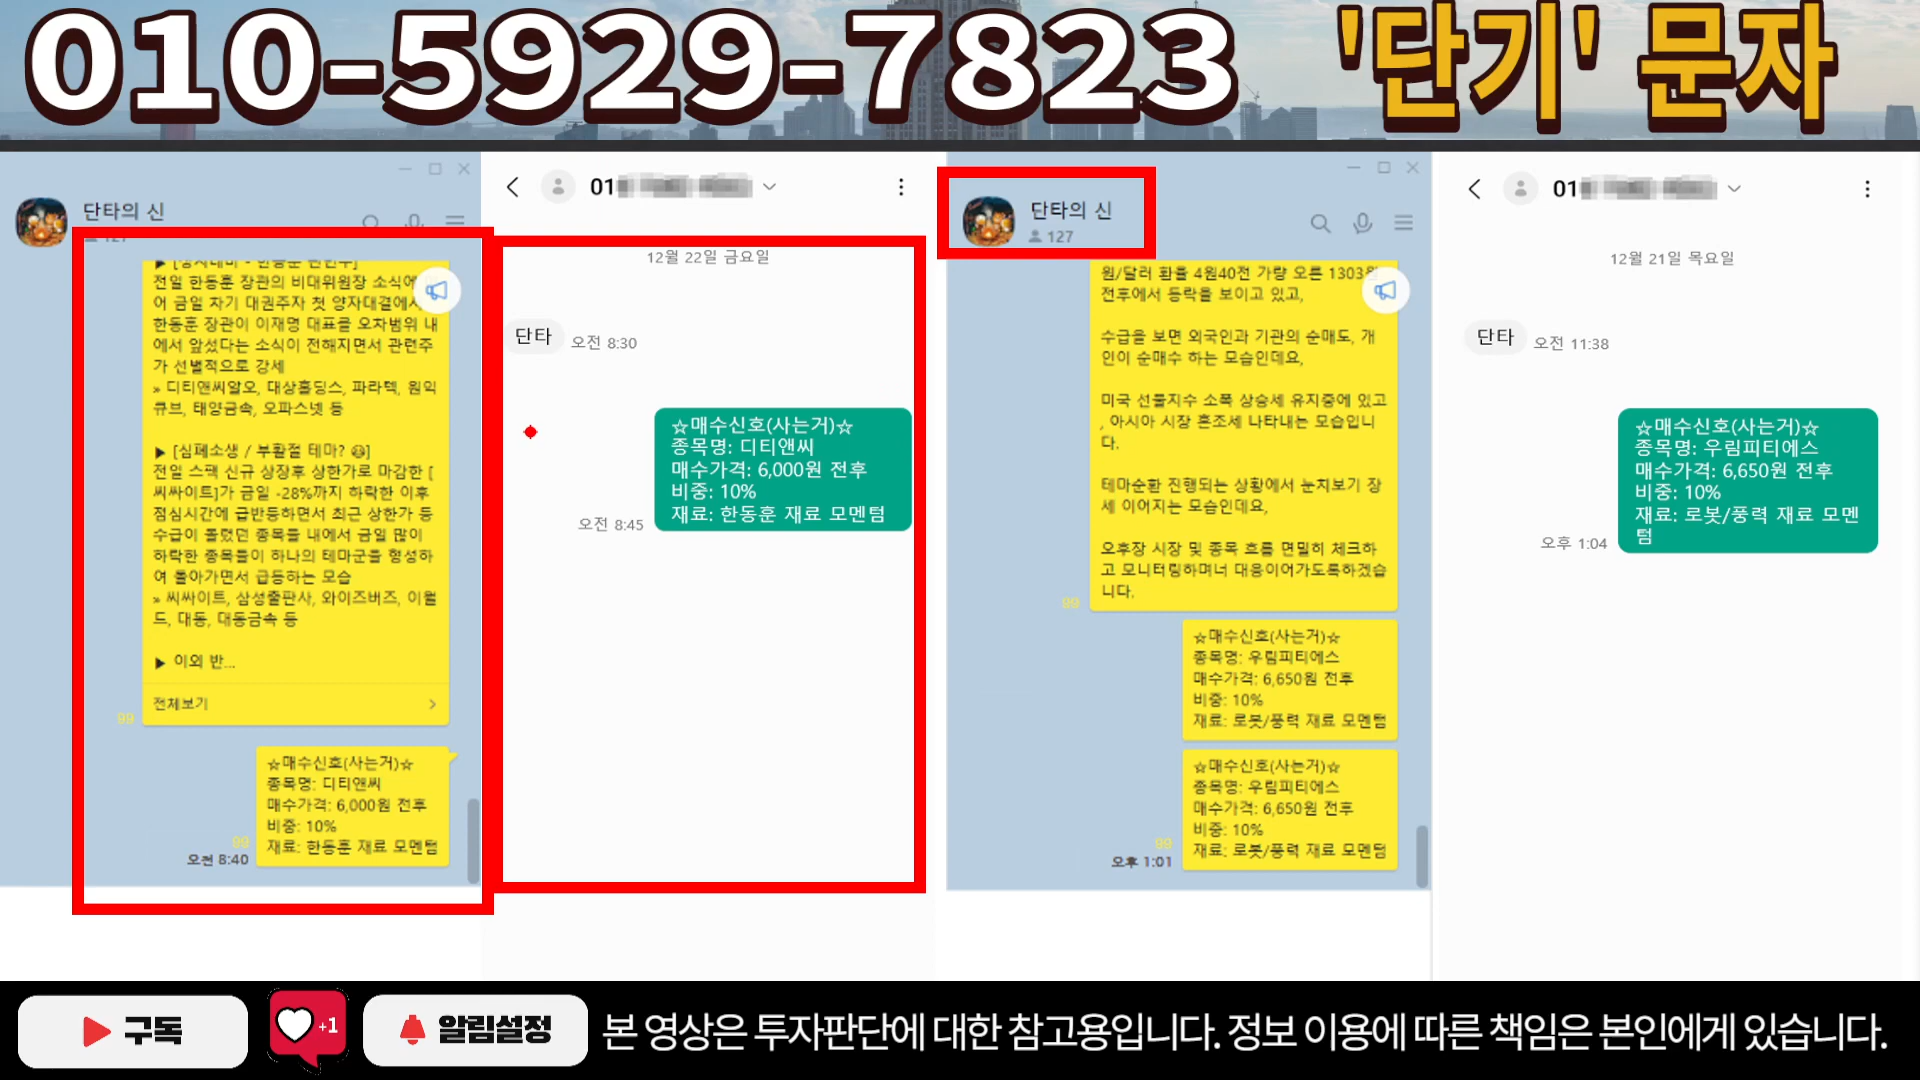 010-5929-7823 '단기' 문자
단타의 신
127
전일 한동훈 장관의 비대위원장 소식에
어 금일 차기 대권주자 첫 양자대결에서
한동훈 장관이 이재명 대표를 오차범위 내
에서 앞섰다는 소식이 전해지면서 관련주
가 선별적으로 강세
» 디티앤씨알오, 대상홀딩스, 파라텍, 원익
큐브, 태양금속, 오파스넷 등
▶ [심폐소생 / 부활절 테마? 😂]
전일 스팩 신규 상장후 상한가로 마감한 [
씨싸이트]가 금일 -28%까지 하락한 이후
점심시간에 급반등하면서 최근 상한가 등
수급이 몰렸던 종목들 내에서 금일 많이
하락한 종목들이 하나의 테마군을 형성하
여 돌아가면서 급등하는 모습
» 씨싸이트, 삼성출판사, 와이즈버즈, 이월
드, 대동, 대동금속 등
▶ 이외 반...
전체보기
99
☆매수신호(사는거)☆
종목명: 디티앤씨
매수가격: 6,000원 전후
비중: 10%
재료: 한동훈 재료 모멘텀
99
오전 8:40
01
12월 22일 금요일
단타
오전 8:30
☆매수신호(사는거)☆
종목명: 디티앤씨
매수가격: 6,000원 전후
비중: 10%
재료: 한동훈 재료 모멘텀
오전 8:45
단타의 신
127
원/달러 환율 4원40전 가량 오른 1303원
전후에서 등락을 보이고 있고,
수급을 보면 외국인과 기관의 순매도, 개
인이 순매수 하는 모습인데요,
미국 선물지수 소폭 상승세 유지중에 있고
, 아시아 시장 혼조세 나타내는 모습입니
다.
테마순환 진행되는 상황에서 눈치보기 장
세 이어지는 모습인데요,
오후장 시장 및 종목 흐름 면밀히 체크하
고 모니터링하며너 대응이어가도록하겠습
니다.
99
☆매수신호(사는거)☆
종목명: 우림피티에스
매수가격: 6,650원 전후
비중: 10%
재료: 로봇/풍력 재료 모멘텀
☆매수신호(사는거)☆
종목명: 우림피티에스
매수가격: 6,650원 전후
비중: 10%
재료: 로봇/풍력 재료 모멘텀
99
오후 1:01
01
12월 21일 목요일
단타
오전 11:38
☆매수신호(사는거)☆
종목명: 우림피티에스
매수가격: 6,650원 전후
비중: 10%
재료: 로봇/풍력 재료 모멘
텀
오후 1:04
구독
+1
알림설정
본 영상은 투자판단에 대한 참고용입니다. 정보 이용에 따른 책임은 본인에게 있습니다.